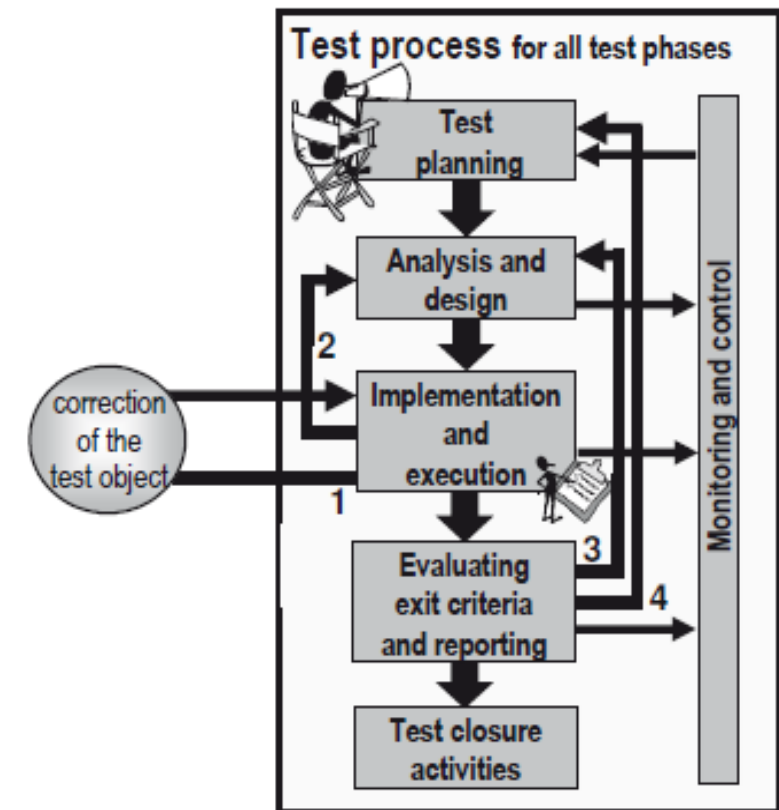 Test process for all test phases
Test
planning
Analysis and
design
2
Implementation
and
execution
correction
of the
test object
1
3
Evaluating
exit criteria
and reporting
4
Test closure
activities
Monitoring and control